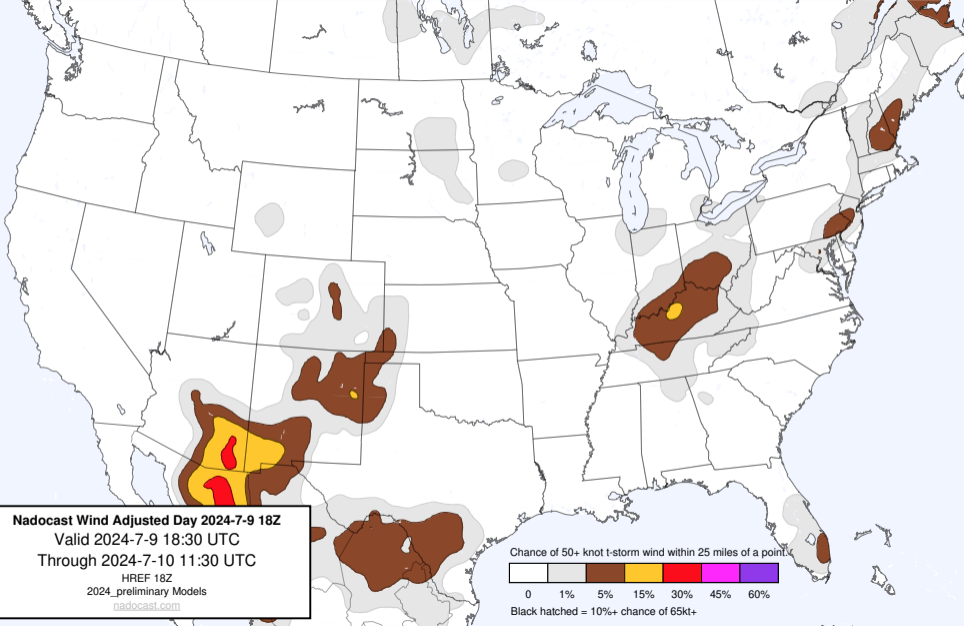 Nadocast Wind Adjusted Day 2024-7-9 18Z
Valid 2024-7-9 18:30 UTC
Through 2024-7-10 11:30 UTC
HREF 18Z
2024_preliminary Models
nadocast.com
Chance of 50+ knot t-storm wind within 25 miles of a point.
0 1% 5% 15% 30% 45% 60%
Black hatched = 10%+ chance of 65kt+